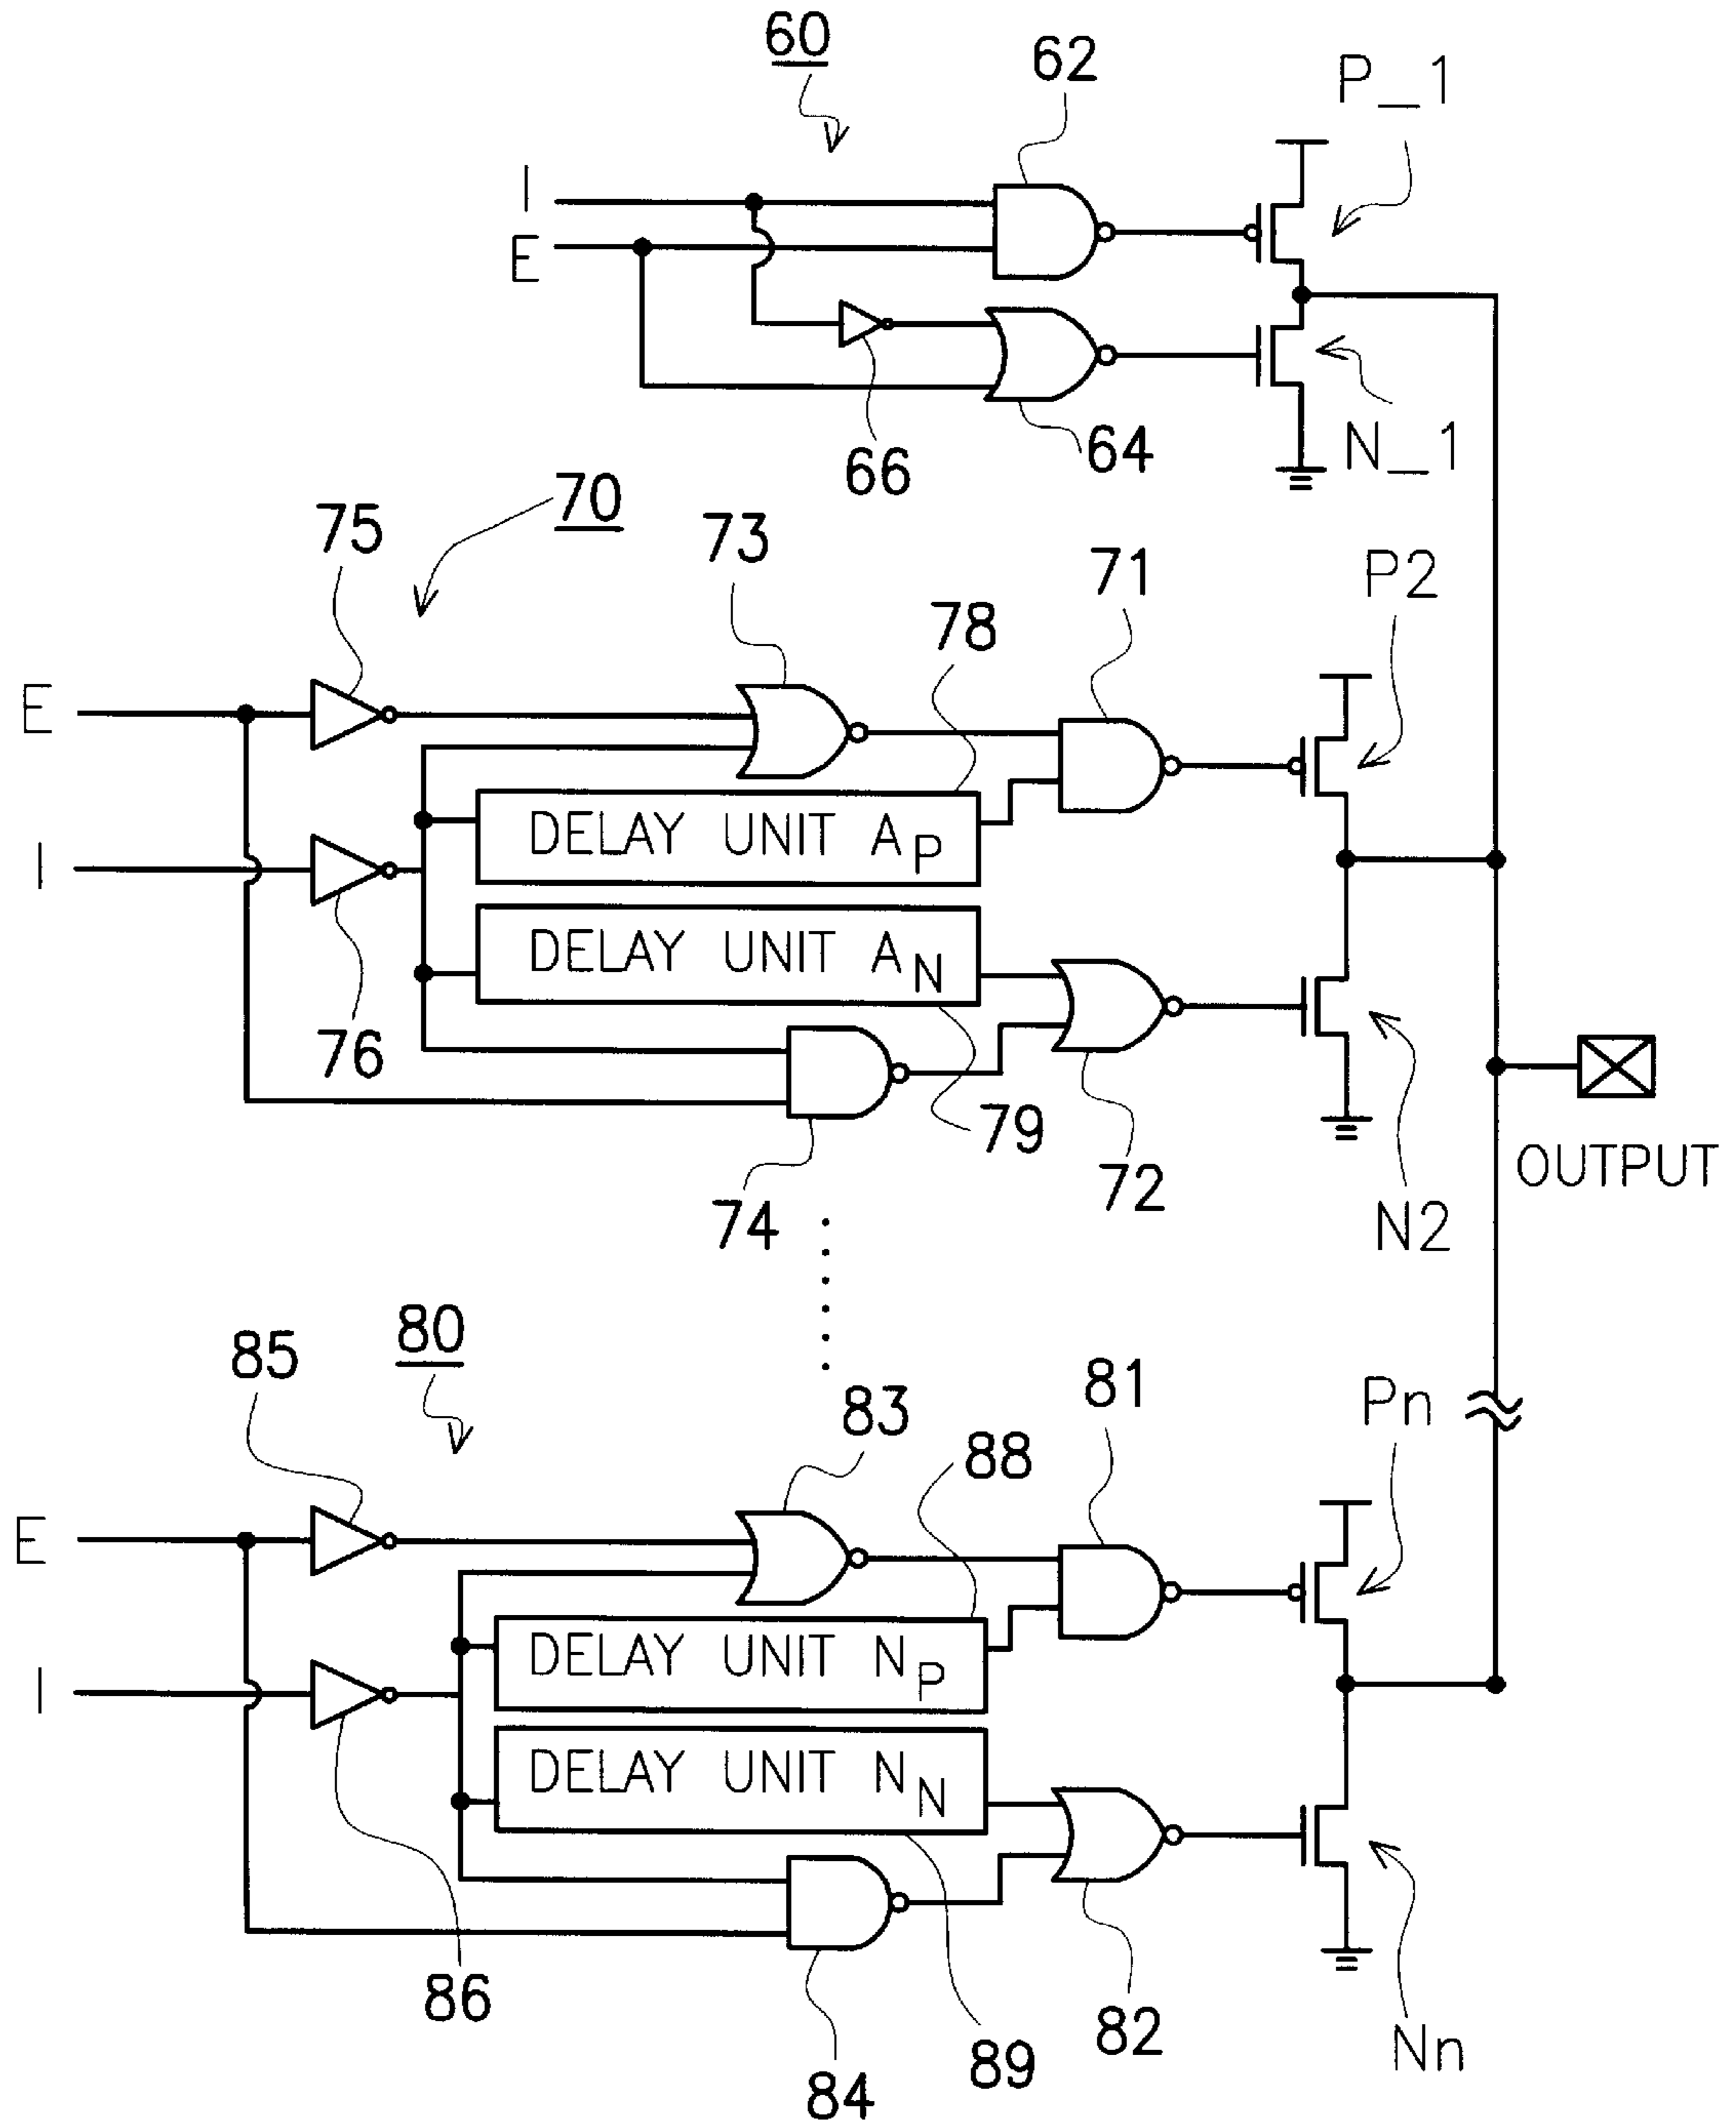 60
62
P_1
I
E
66
64
N_1
70
75
73
71
P2
78
E
DELAY UNIT AP
I
DELAY UNIT AN
76
79
74
72
N2
OUTPUT
80
85
83
81
Pn
88
E
DELAY UNIT NP
I
DELAY UNIT NN
86
84
89
82
Nn